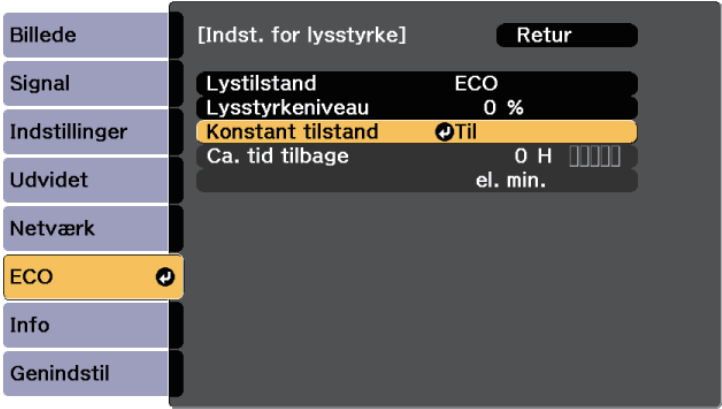 Billede
Signal
Indstillinger
Udvidet
Netværk
ECO
Info
Genindstil
[Indst. for lysstyrke] Retur
Lystilstand ECO
Lysstyrkeniveau 0 %
Konstant tilstand Til
Ca. tid tilbage 0 H
el. min.